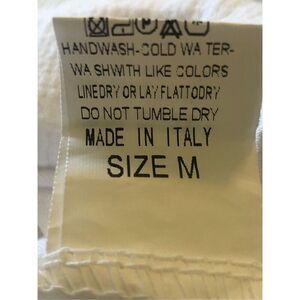 HANDWASH-COLD WA TER-
WA SHWITH LIKE COLORS
LINEDRY OR LAY FLATTODRY
DO NOT TUMBLE DRY
MADE IN ITALY
SIZE M